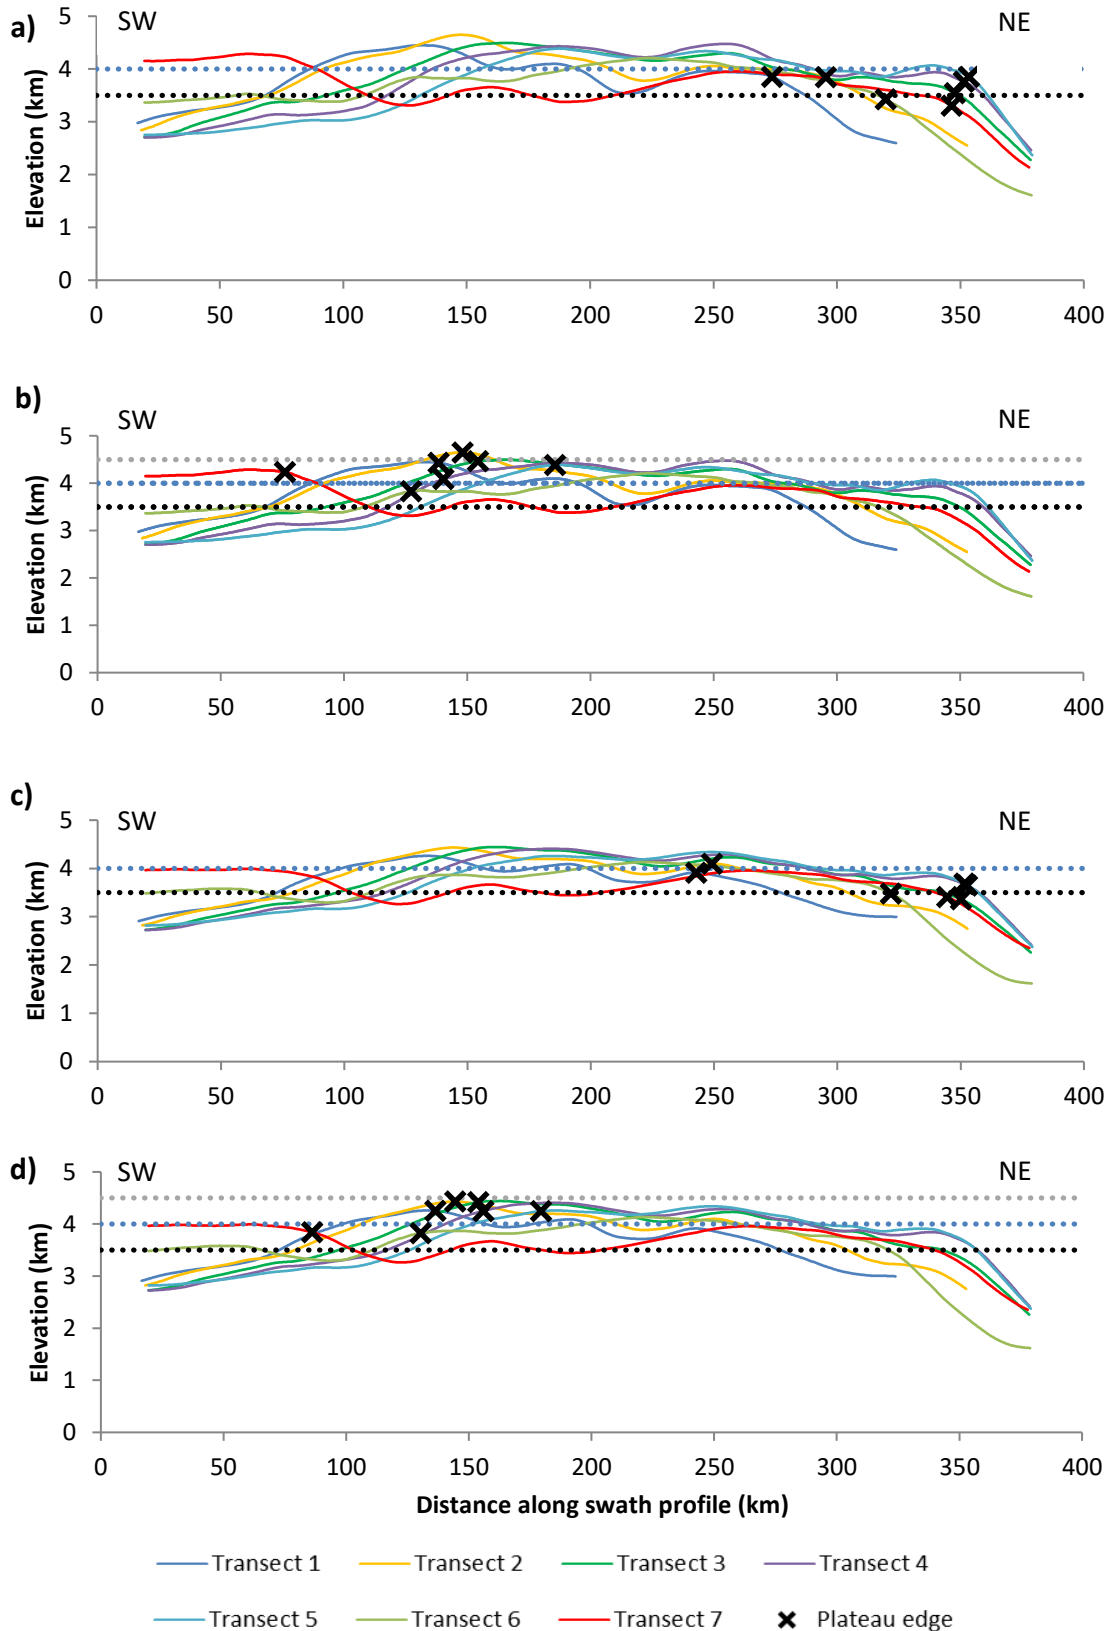 a)
SW
NE
Elevation (km)
5
4
3
2
1
0
0 50 100 150 200 250 300 350 400
b)
SW
NE
Elevation (km)
5
4
3
2
1
0
0 50 100 150 200 250 300 350 400
c)
SW
NE
Elevation (km)
5
4
3
2
1
0
0 50 100 150 200 250 300 350 400
d)
SW
NE
Elevation (km)
5
4
3
2
1
0
0 50 100 150 200 250 300 350 400
Distance along swath profile (km)
Transect 1 Transect 2 Transect 3 Transect 4
Transect 5 Transect 6 Transect 7 Plateau edge